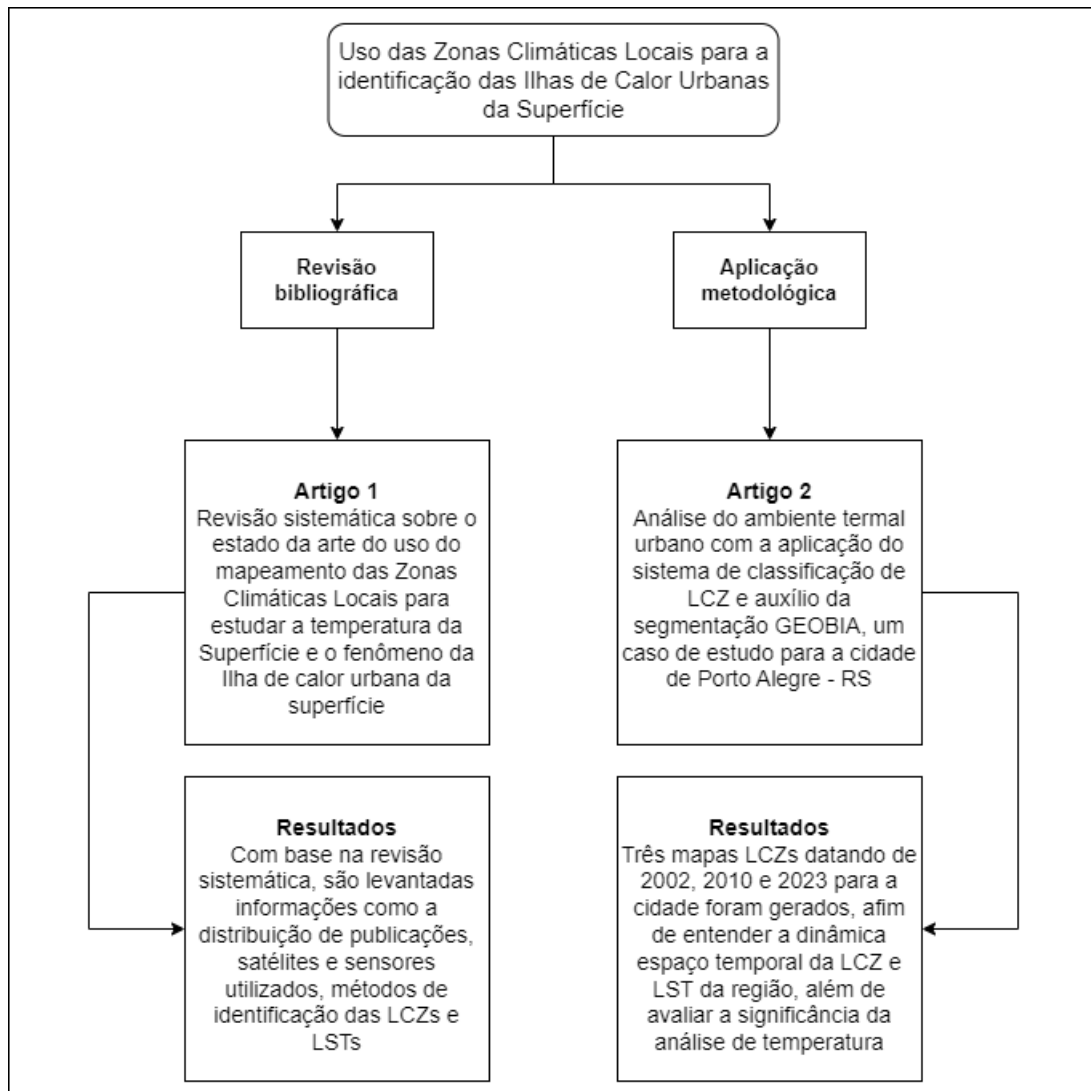 Uso das Zonas Climáticas Locais para a
identificação das Ilhas de Calor Urbanas
da Superfície
Revisão
bibliográfica
Aplicação
metodológica
Artigo 1
Revisão sistemática sobre o
estado da arte do uso do
mapeamento das Zonas
Climáticas Locais para
estudar a temperatura da
Superfície e o fenômeno da
Ilha de calor urbana da
superfície
Artigo 2
Análise do ambiente termal
urbano com a aplicação do
sistema de classificação de
LCZ e auxílio da
segmentação GEOBIA, um
caso de estudo para a cidade
de Porto Alegre - RS
Resultados
Com base na revisão
sistemática, são levantadas
informações como a
distribuição de publicações,
satélites e sensores
utilizados, métodos de
identificação das LCZs e
LSTs
Resultados
Três mapas LCZs datando de
2002, 2010 e 2023 para a
cidade foram gerados, afim
de entender a dinâmica
espaço temporal da LCZ e
LST da região, além de
avaliar a significância da
análise de temperatura